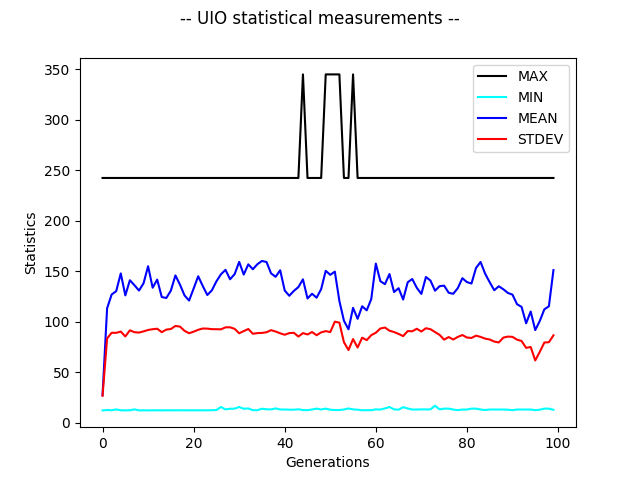 -- UIO statistical measurements --
350
300
250
200
150
100
50
0
Statistics
MAX
MIN
MEAN
STDEV
0 20 40 60 80 100
Generations